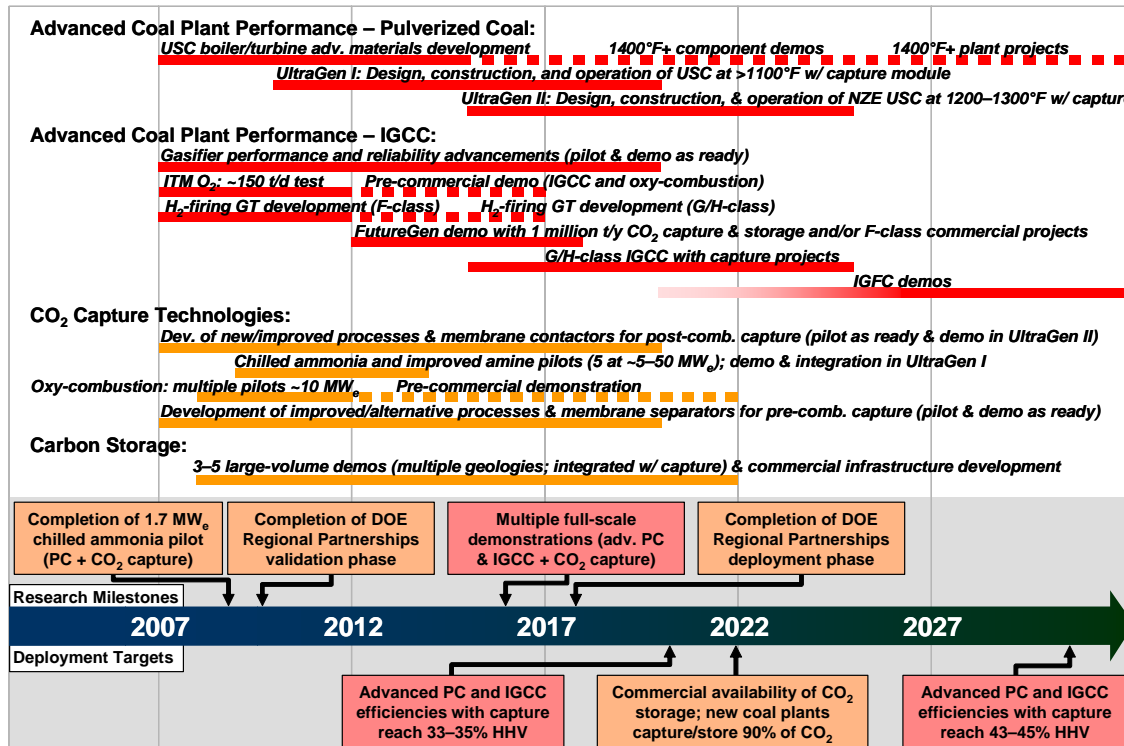 Advanced Coal Plant Performance – Pulverized Coal:
USC boiler/turbine adv. materials development 1400°F+ component demos 1400°F+ plant projects
UltraGen I: Design, construction, and operation of USC at >1100°F w/ capture module
UltraGen II: Design, construction, & operation of NZE USC at 1200–1300°F w/ capture
Advanced Coal Plant Performance – IGCC:
Gasifier performance and reliability advancements (pilot & demo as ready)
ITM O₂: ~150 t/d test Pre-commercial demo (IGCC and oxy-combustion)
H₂-firing GT development (F-class) H₂-firing GT development (G/H-class)
FutureGen demo with 1 million t/y CO₂ capture & storage and/or F-class commercial projects
G/H-class IGCC with capture projects
IGFC demos
CO₂ Capture Technologies:
Dev. of new/improved processes & membrane contactors for post-comb. capture (pilot as ready & demo in UltraGen II)
Chilled ammonia and improved amine pilots (5 at ~5–50 MWₑ); demo & integration in UltraGen I
Oxy-combustion: multiple pilots ~10 MWₑ Pre-commercial demonstration
Development of improved/alternative processes & membrane separators for pre-comb. capture (pilot & demo as ready)
Carbon Storage:
3–5 large-volume demos (multiple geologies; integrated w/ capture) & commercial infrastructure development
Completion of 1.7 MWₑ
chilled ammonia pilot
(PC + CO₂ capture)
Completion of DOE
Regional Partnerships
validation phase
Multiple full-scale
demonstrations (adv. PC
& IGCC + CO₂ capture)
Completion of DOE
Regional Partnerships
deployment phase
Research Milestones
2007 2012 2017 2022 2027
Deployment Targets
Advanced PC and IGCC
efficiencies with capture
reach 33–35% HHV
Commercial availability of CO₂
storage; new coal plants
capture/store 90% of CO₂
Advanced PC and IGCC
efficiencies with capture
reach 43–45% HHV